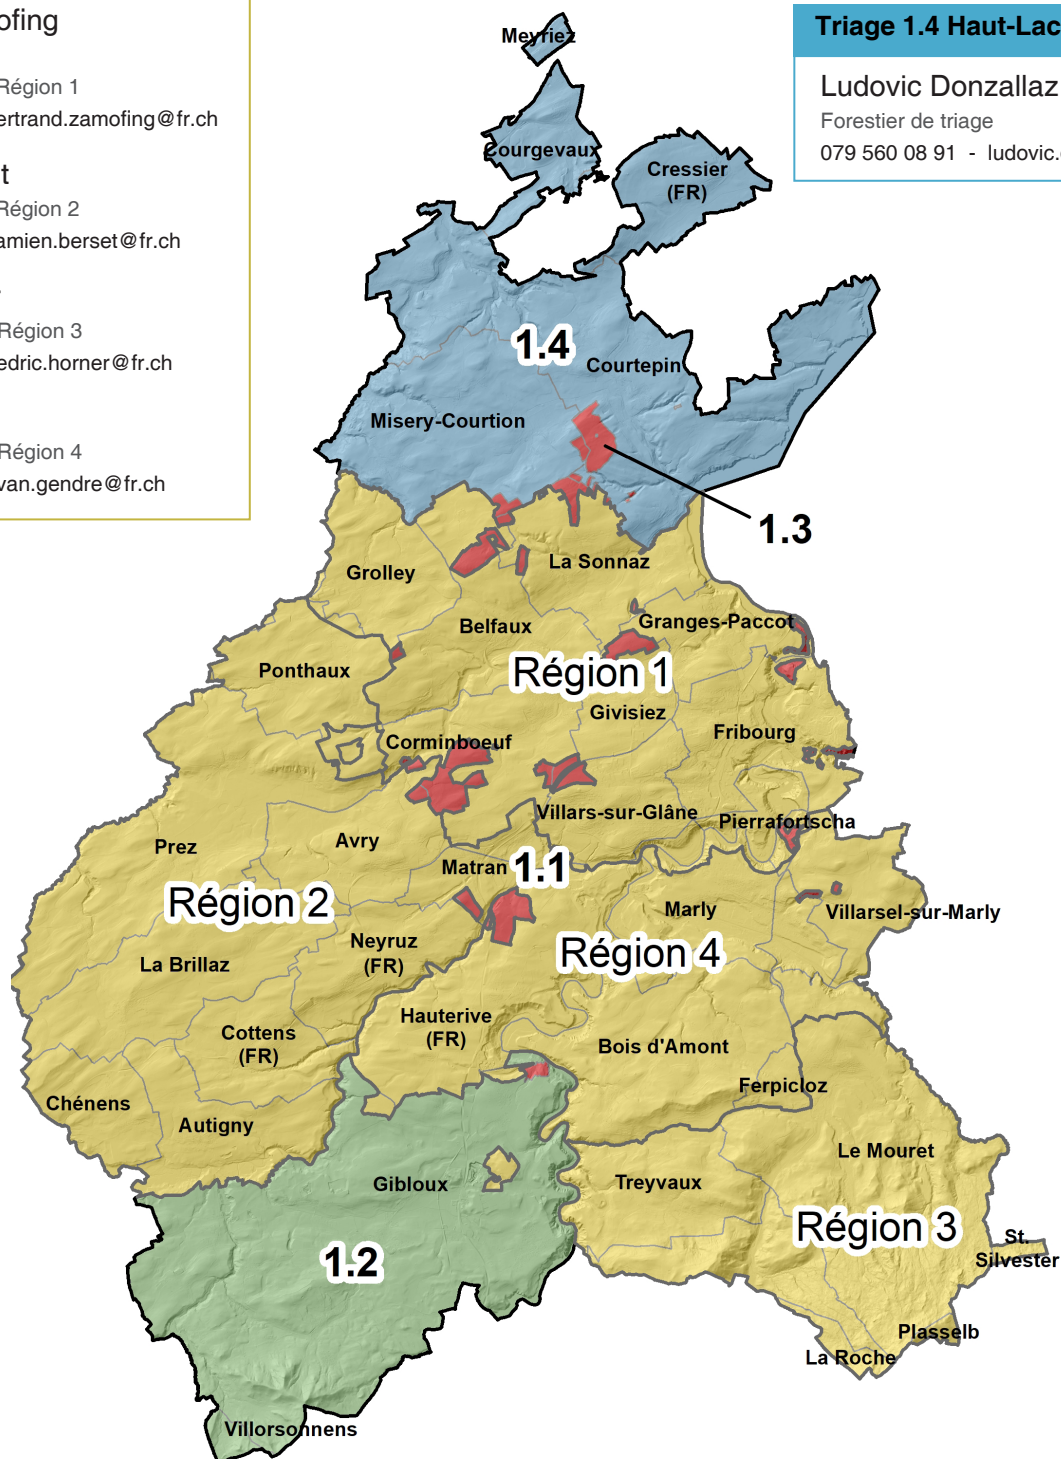 ofing
Région 1
ertrand.zamofing@fr.ch
t
Région 2
amien.berset@fr.ch
Région 3
edric.horner@fr.ch
Région 4
van.gendre@fr.ch
Triage 1.4 Haut-Lac
Ludovic Donzallaz
Forestier de triage
079 560 08 91 - ludovic.
Meyriez
Courgevaux
Cressier
(FR)
1.4
Courtepin
Misery-Courtion
1.3
La Sonnaz
Grolley
Granges-Paccot
Belfaux
Ponthaux
Région 1
Givisiez
Fribourg
Corminboeuf
Villars-sur-Glâne
Pierrafortscha
Avry
Prez
Matran
1.1
Région 2
Marly
Villarsel-sur-Marly
Neyruz
(FR)
Région 4
La Brillaz
Hauterive
(FR)
Cottens
(FR)
Bois d'Amont
Ferpicloz
Chénens
Autigny
Le Mouret
Gibloux
Treyvaux
Région 3
St.
Silvester
1.2
Plasselb
La Roche
Villorsonnens